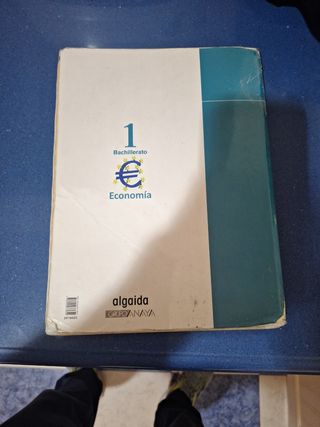 1
Bachillerato
€
Economía
algaida
GRUPO ANAYA